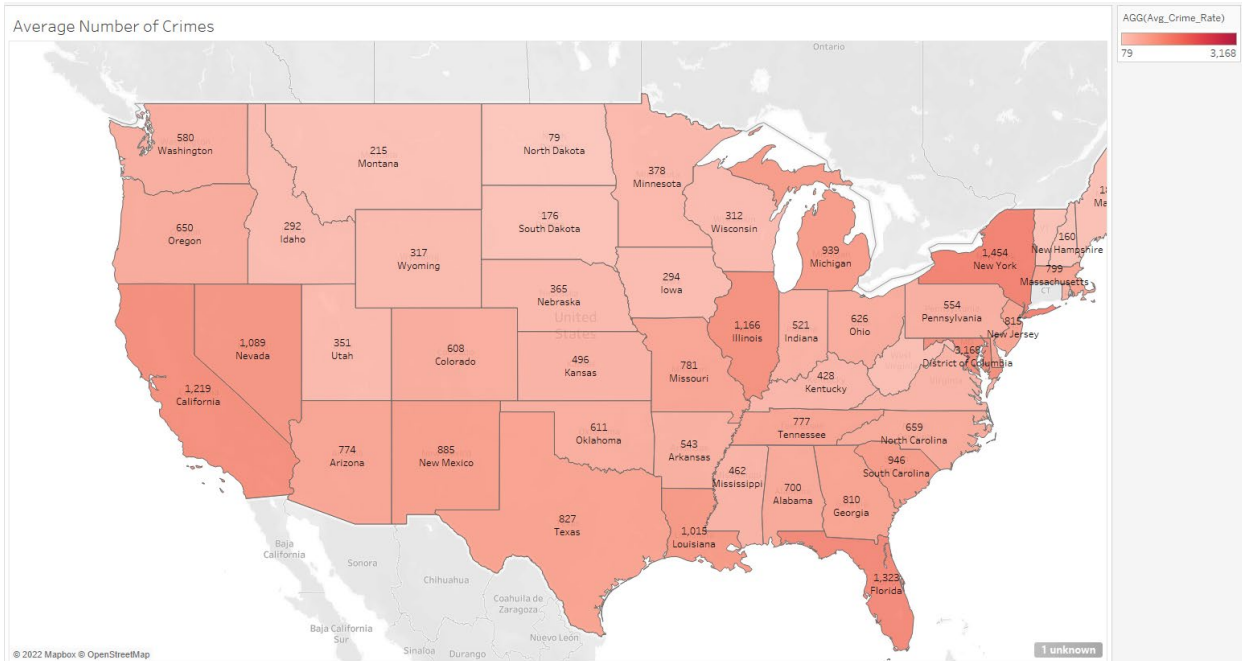 Average Number of Crimes
AGG(Avg_Crime_Rate)
79 3,168
Ontario
580
Washington
215
Montana
79
North Dakota
378
Minnesota
650
Oregon
292
Idaho
317
Wyoming
176
South Dakota
312
Wisconsin
939
Michigan
1,454
New York
160
New Hampshire
799
Massachusetts
CT
365
Nebraska
United
States
294
Iowa
1,089
Nevada
351
Utah
608
Colorado
496
Kansas
781
Missouri
1,166
Illinois
521
Indiana
626
Ohio
554
Pennsylvania
815
New Jersey
3,168
District of Columbia
428
Kentucky
1,219
California
774
Arizona
885
New Mexico
611
Oklahoma
543
Arkansas
777
Tennessee
659
North Carolina
946
South Carolina
462
Mississippi
700
Alabama
810
Georgia
827
Texas
1,015
Louisiana
1,323
Florida
Baja
California
Sonora
Chihuahua
Coahuila de
Zaragoza
Baja California
Sur
Sinaloa
Durango
Nuevo León
© 2022 Mapbox © OpenStreetMap
1 unknown